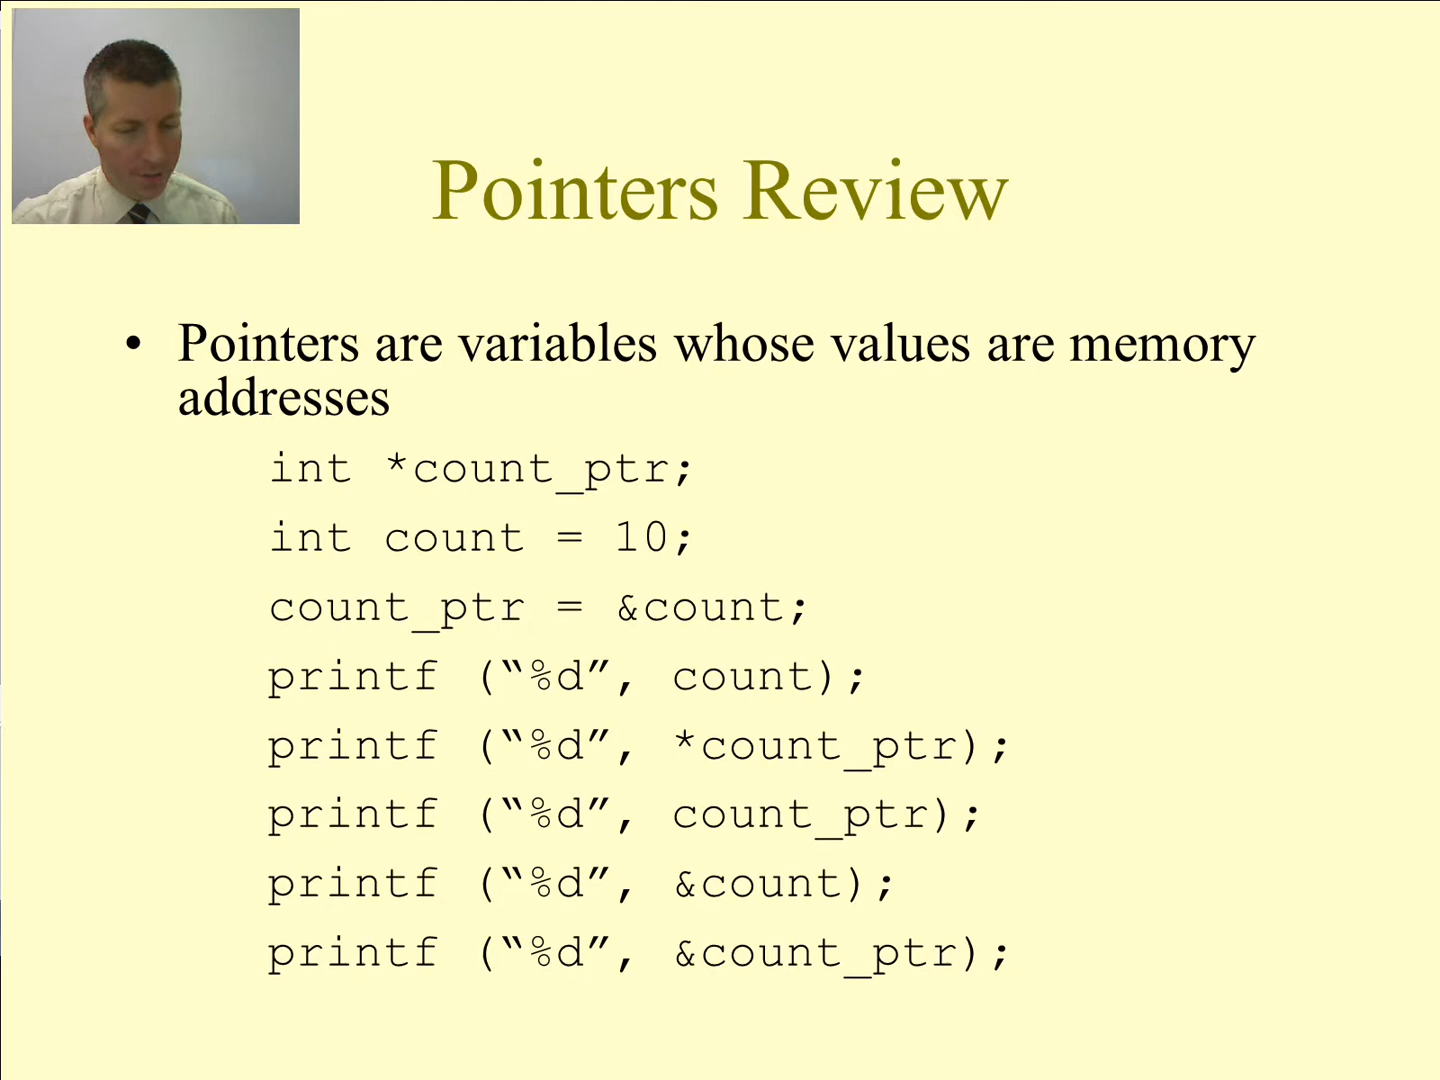 Pointers Review
• Pointers are variables whose values are memory
addresses
int *count_ptr;
int count = 10;
count_ptr = &count;
printf (“%d”, count);
printf (“%d”, *count_ptr);
printf (“%d”, count_ptr);
printf (“%d”, &count);
printf (“%d”, &count_ptr);